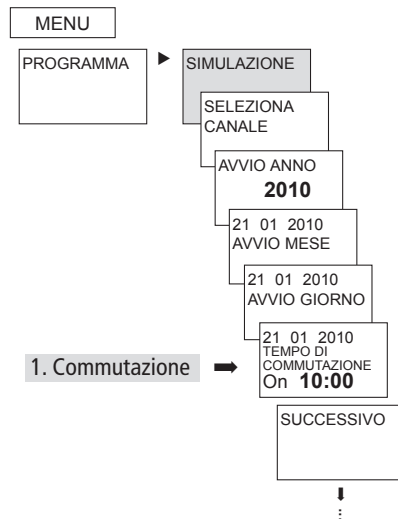 MENU
PROGRAMMA
SIMULAZIONE
SELEZIONA
CANALE
AVVIO ANNO
2010
21 01 2010
AVVIO MESE
21 01 2010
AVVIO GIORNO
21 01 2010
TEMPO DI
COMMUTAZIONE
On 10:00
1. Commutazione
SUCCESSIVO